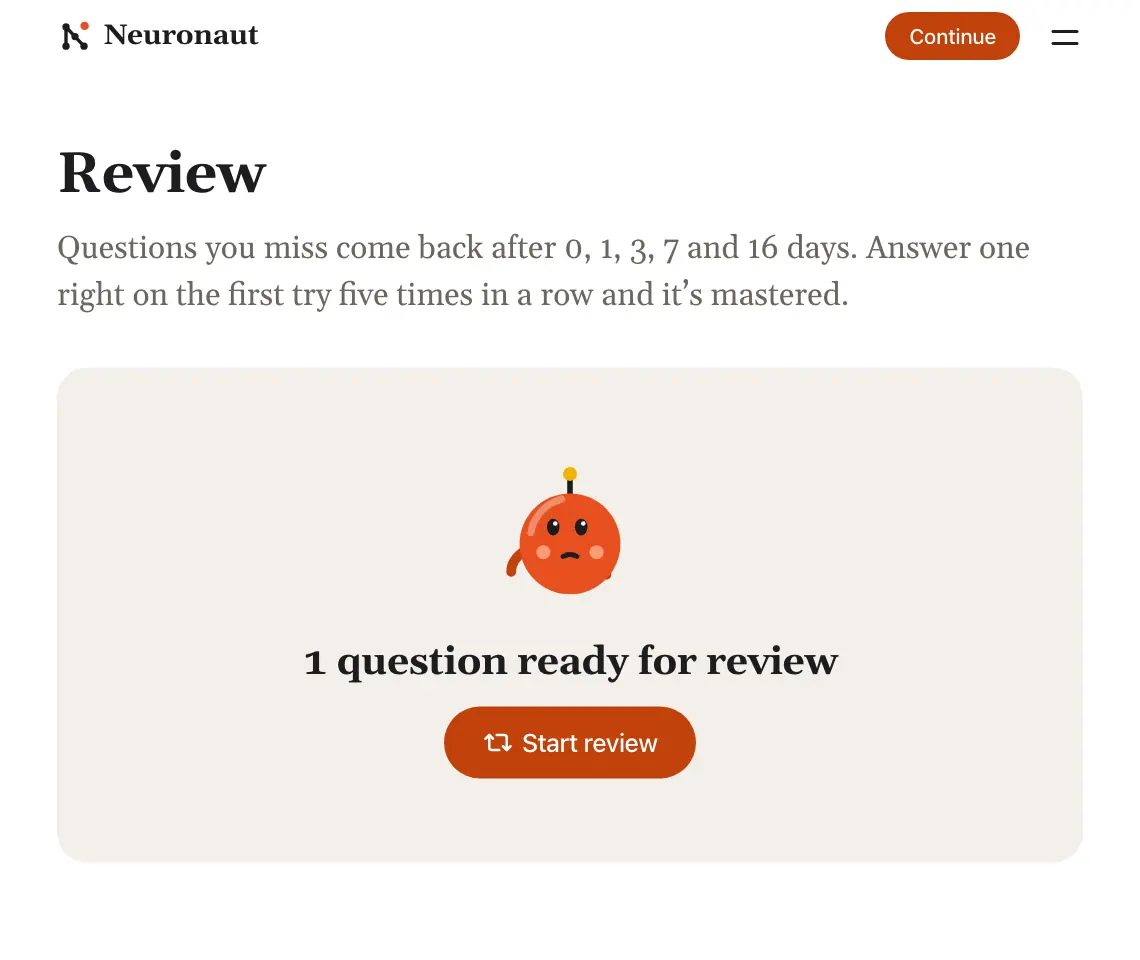 Neuronaut
Continue
Review
Questions you miss come back after 0, 1, 3, 7 and 16 days. Answer one
right on the first try five times in a row and it’s mastered.
1 question ready for review
Start review